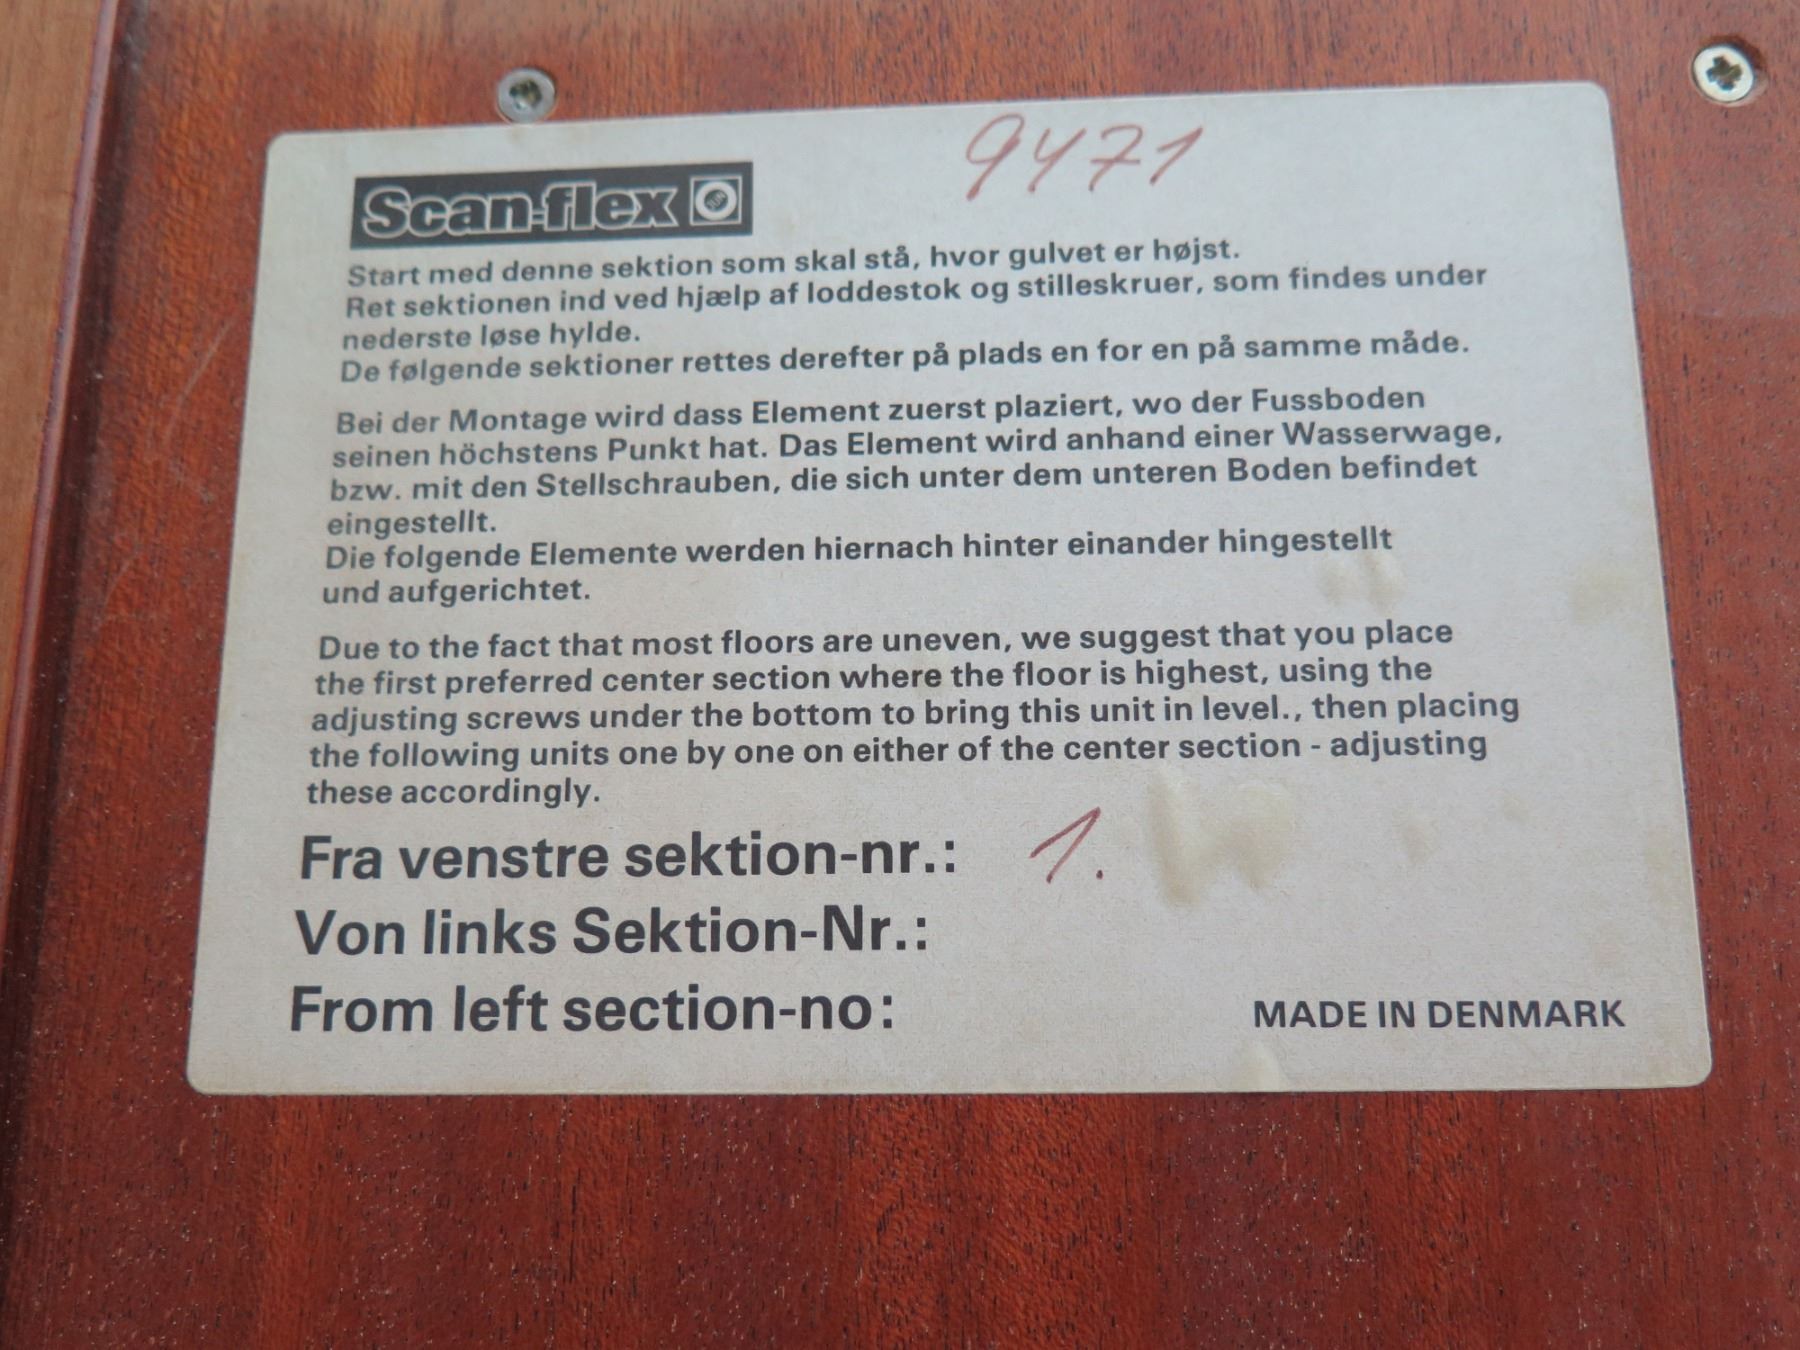 9471
Scan-flex
Start med denne sektion som skal stå, hvor gulvet er højst.
Ret sektionen ind ved hjælp af loddestok og stilleskruer, som findes under
nederste løse hylde.
De følgende sektioner rettes derefter på plads en for en på samme måde.
Bei der Montage wird dass Element zuerst plaziert, wo der Fussboden
seinen höchstens Punkt hat. Das Element wird anhand einer Wasserwage,
bzw. mit den Stellschrauben, die sich unter dem unteren Boden befindet
eingestellt.
Die folgende Elemente werden hiernach hinter einander hingestellt
und aufgerichtet.
Due to the fact that most floors are uneven, we suggest that you place
the first preferred center section where the floor is highest, using the
adjusting screws under the bottom to bring this unit in level., then placing
the following units one by one on either of the center section - adjusting
these accordingly.
Fra venstre sektion-nr.: 1.
Von links Sektion-Nr.:
From left section-no:
MADE IN DENMARK